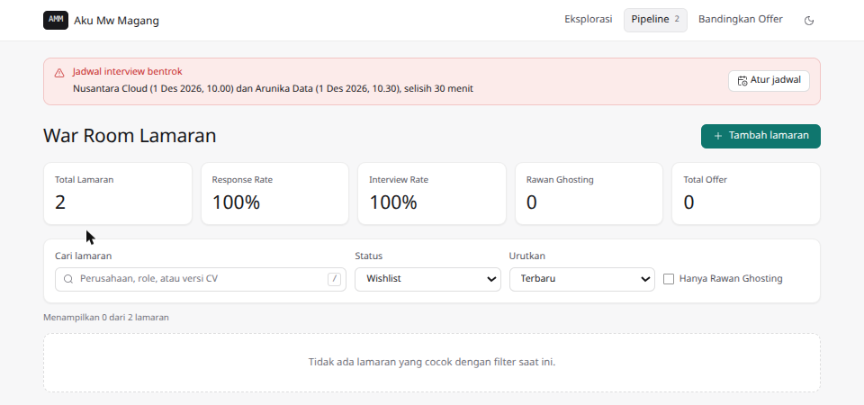 AMM Aku Mw Magang
Eksplorasi Pipeline 2 Bandingkan Offer
Jadwal interview bentrok
Nusantara Cloud (1 Des 2026, 10.00) dan Arunika Data (1 Des 2026, 10.30), selisih 30 menit
Atur jadwal
War Room Lamaran
+ Tambah lamaran
Total Lamaran
2
Response Rate
100%
Interview Rate
100%
Rawan Ghosting
0
Total Offer
0
Cari lamaran
Perusahaan, role, atau versi CV /
Status
Wishlist
Urutkan
Terbaru
Hanya Rawan Ghosting
Menampilkan 0 dari 2 lamaran
Tidak ada lamaran yang cocok dengan filter saat ini.